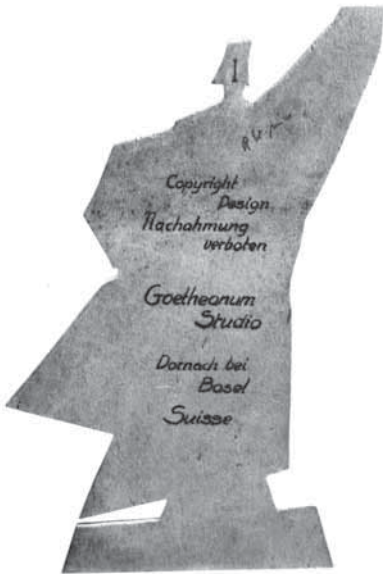 I
Copyright
Design
Nachahmung
verboten
Goetheanum
Studio
Dornach bei
Basel
Suisse